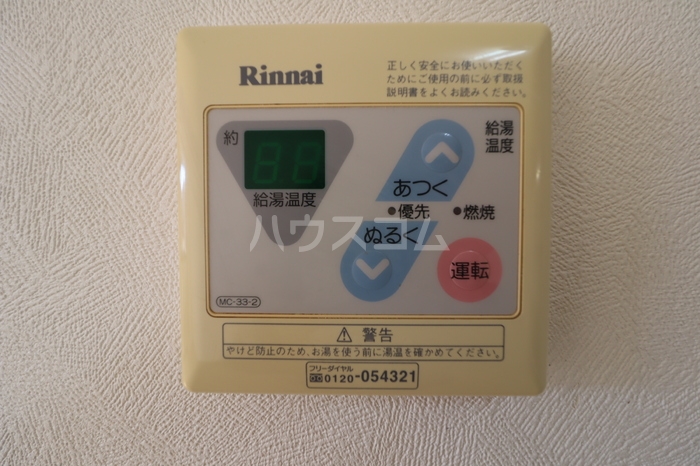 Rinnai
正しく安全にお使いいただく
ためにご使用の前に必ず取扱
説明書をよくお読みください。
約
88
給湯温度
給湯
温度
あつく
●優先 ●燃焼
ぬるく
運転
ハウスコム
MC-33-2
⚠ 警告
やけど防止のため、お湯を使う前に湯温を確かめてください。
フリーダイヤル
0120-054321